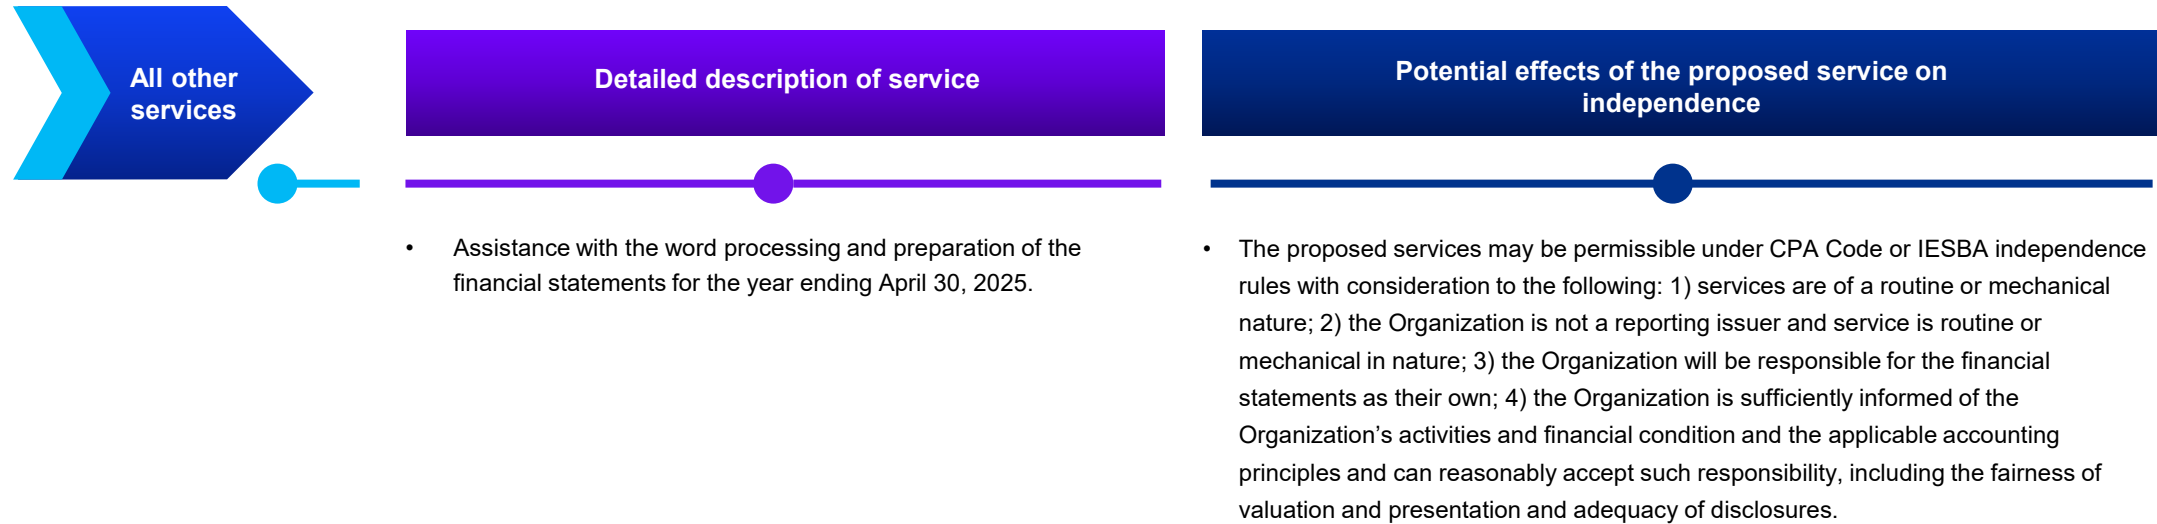 All other
services
Detailed description of service
Potential effects of the proposed service on
independence
• Assistance with the word processing and preparation of the
financial statements for the year ending April 30, 2025.
• The proposed services may be permissible under CPA Code or IESBA independence
rules with consideration to the following: 1) services are of a routine or mechanical
nature; 2) the Organization is not a reporting issuer and service is routine or
mechanical in nature; 3) the Organization will be responsible for the financial
statements as their own; 4) the Organization is sufficiently informed of the
Organization’s activities and financial condition and the applicable accounting
principles and can reasonably accept such responsibility, including the fairness of
valuation and presentation and adequacy of disclosures.